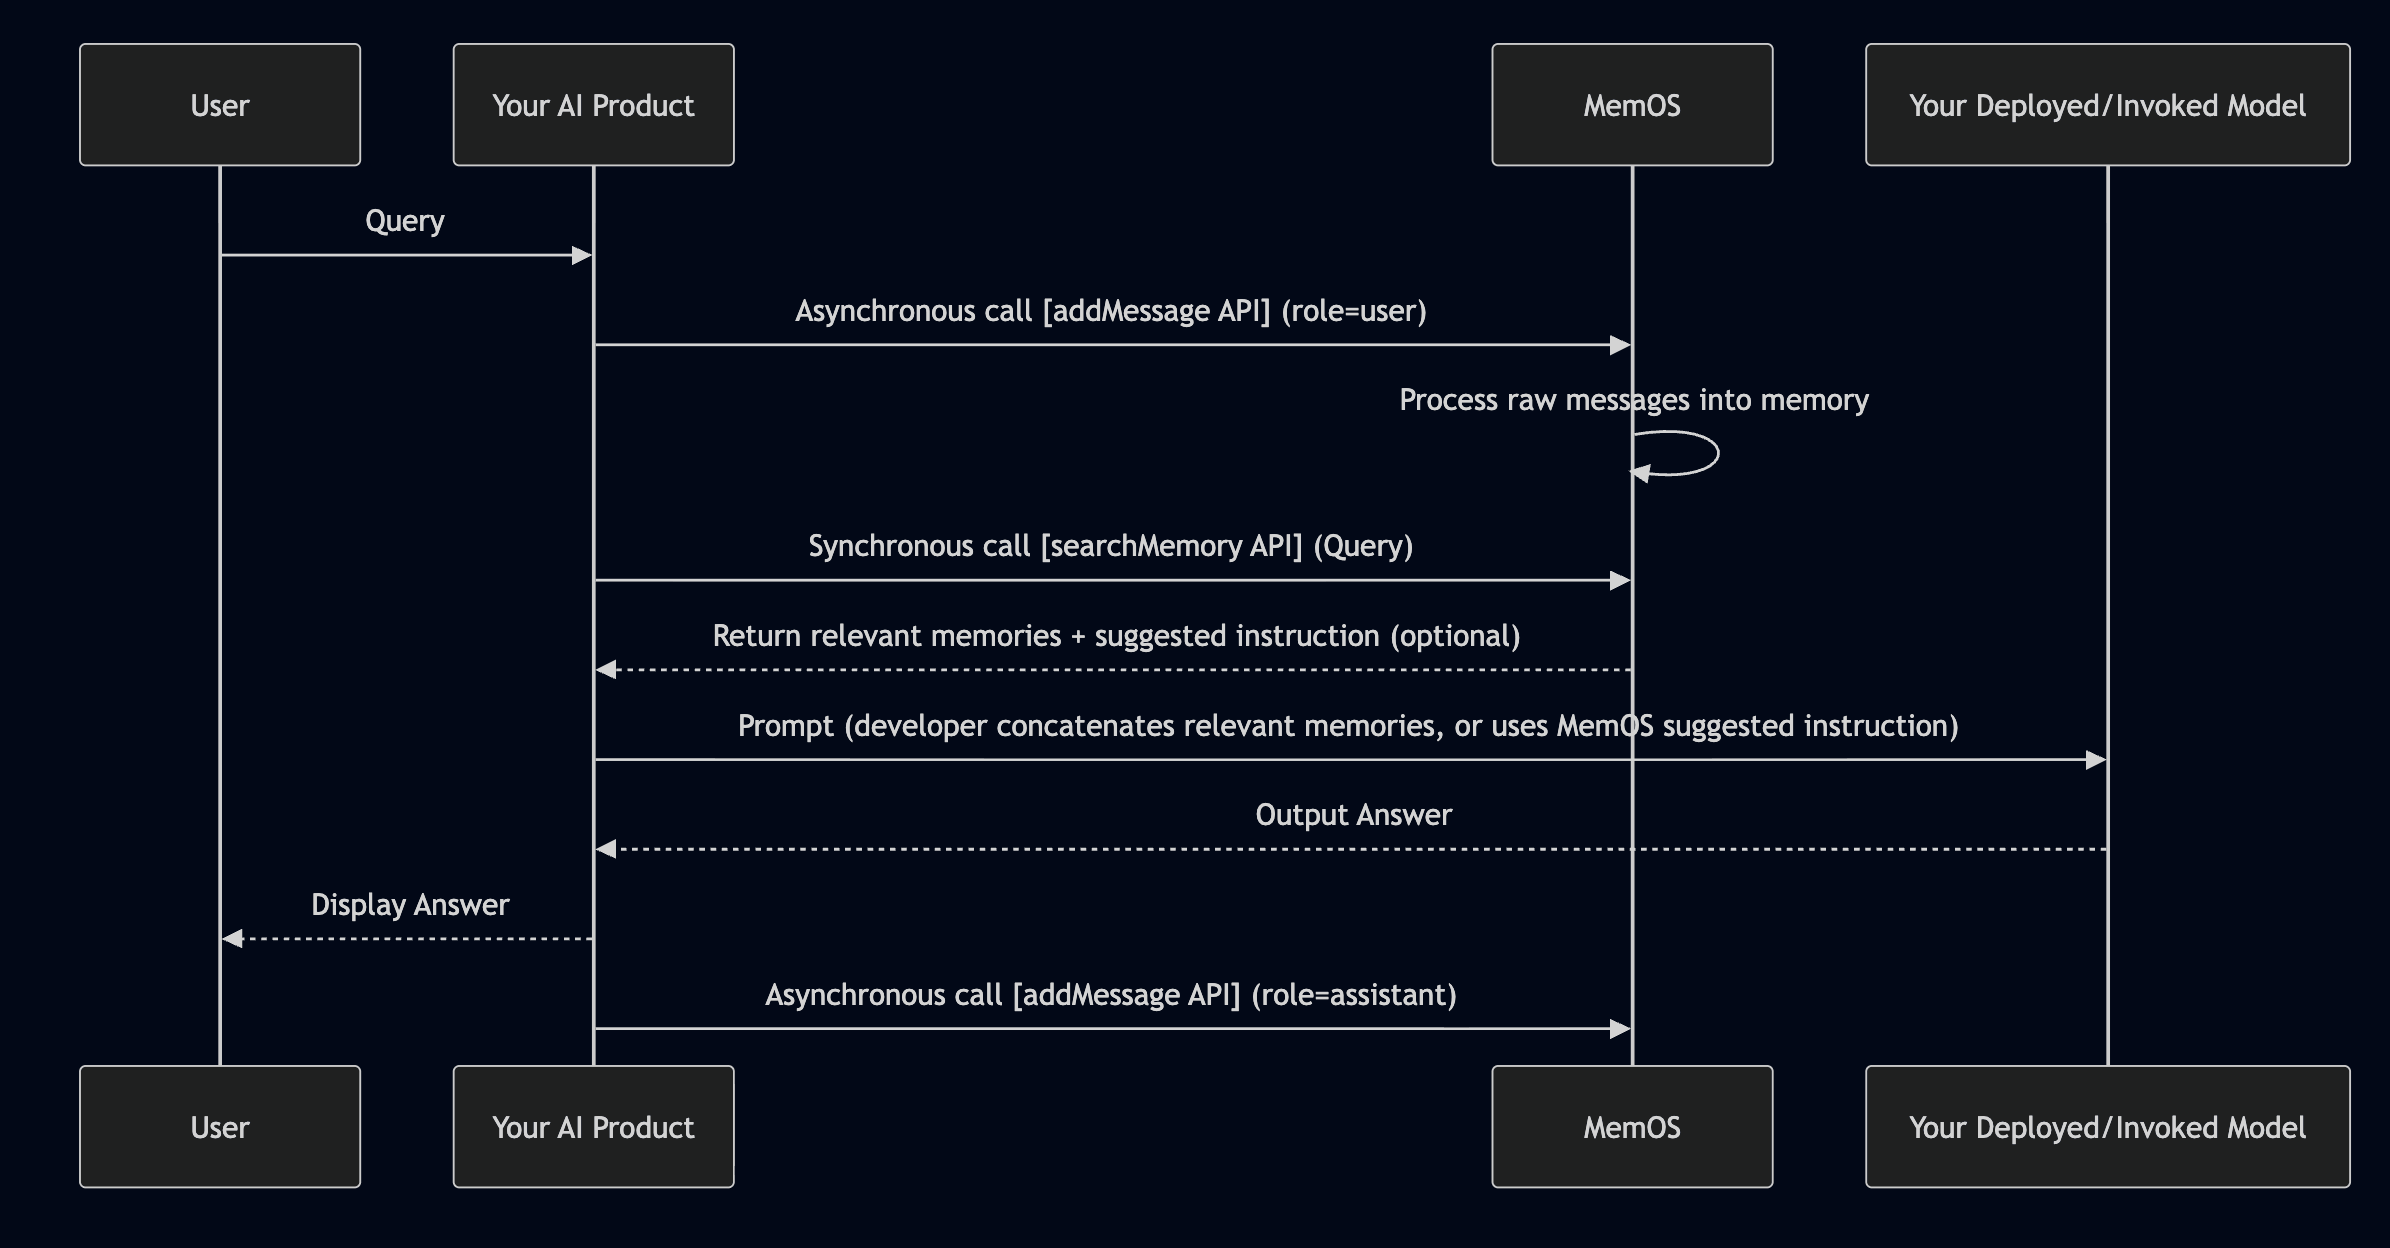 User
Your AI Product
MemOS
Your Deployed/Invoked Model
Query
Asynchronous call [addMessage API] (role=user)
Process raw messages into memory
Synchronous call [searchMemory API] (Query)
Return relevant memories + suggested instruction (optional)
Prompt (developer concatenates relevant memories, or uses MemOS suggested instruction)
Output Answer
Display Answer
Asynchronous call [addMessage API] (role=assistant)
User
Your AI Product
MemOS
Your Deployed/Invoked Model